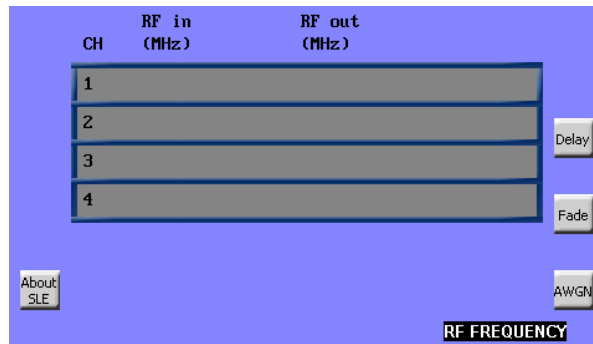 RF in RF out
CH (MHz) (MHz)
1
2
3
4
Delay
Fade
About
SLE
AWGN
RF FREQUENCY